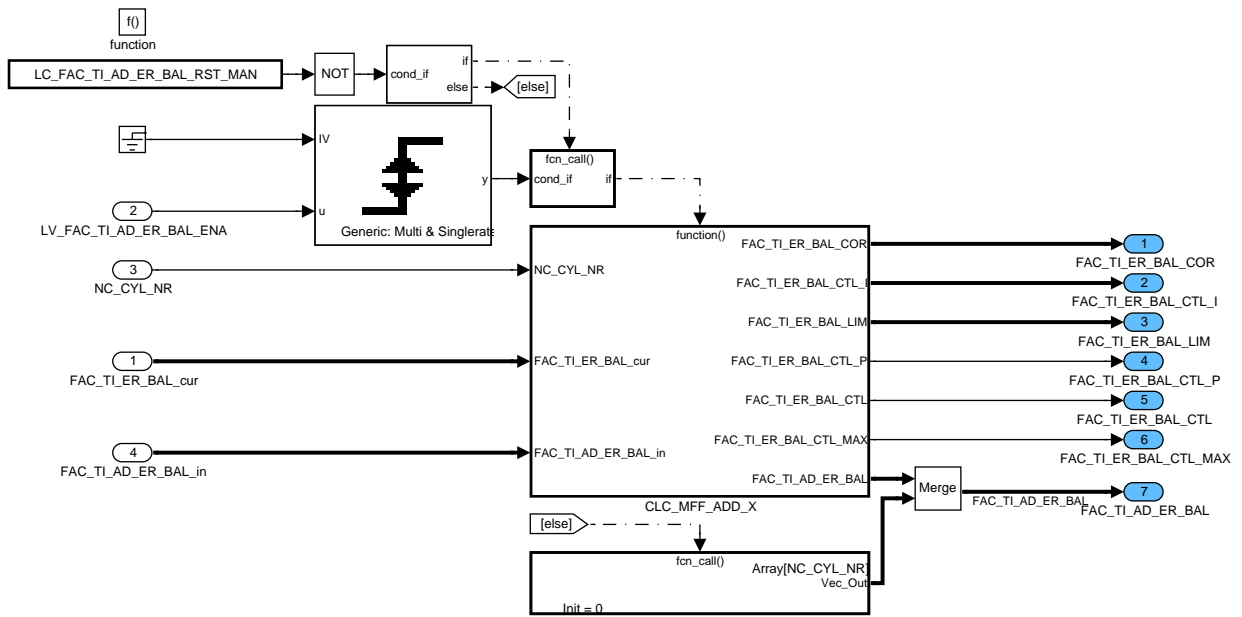 f()
function
LC_FAC_TI_AD_ER_BAL_RST_MAN
NOT
cond_if
if
else
[else]
IV
u
y
Generic: Multi & Singlerate
2
LV_FAC_TI_AD_ER_BAL_ENA
fcn_call()
cond_if
if
3
NC_CYL_NR
1
FAC_TI_ER_BAL_cur
4
FAC_TI_AD_ER_BAL_in
function()
NC_CYL_NR
FAC_TI_ER_BAL_cur
FAC_TI_AD_ER_BAL_in
FAC_TI_ER_BAL_COR
FAC_TI_ER_BAL_CTL_I
FAC_TI_ER_BAL_LIM
FAC_TI_ER_BAL_CTL_P
FAC_TI_ER_BAL_CTL
FAC_TI_ER_BAL_CTL_MAX
FAC_TI_AD_ER_BAL
CLC_MFF_ADD_X
1
FAC_TI_ER_BAL_COR
2
FAC_TI_ER_BAL_CTL_I
3
FAC_TI_ER_BAL_LIM
4
FAC_TI_ER_BAL_CTL_P
5
FAC_TI_ER_BAL_CTL
6
FAC_TI_ER_BAL_CTL_MAX
Merge
FAC_TI_AD_ER_BAL
7
FAC_TI_AD_ER_BAL
[else]
fcn_call()
Array[NC_CYL_NR]
Vec_Out
Init = 0